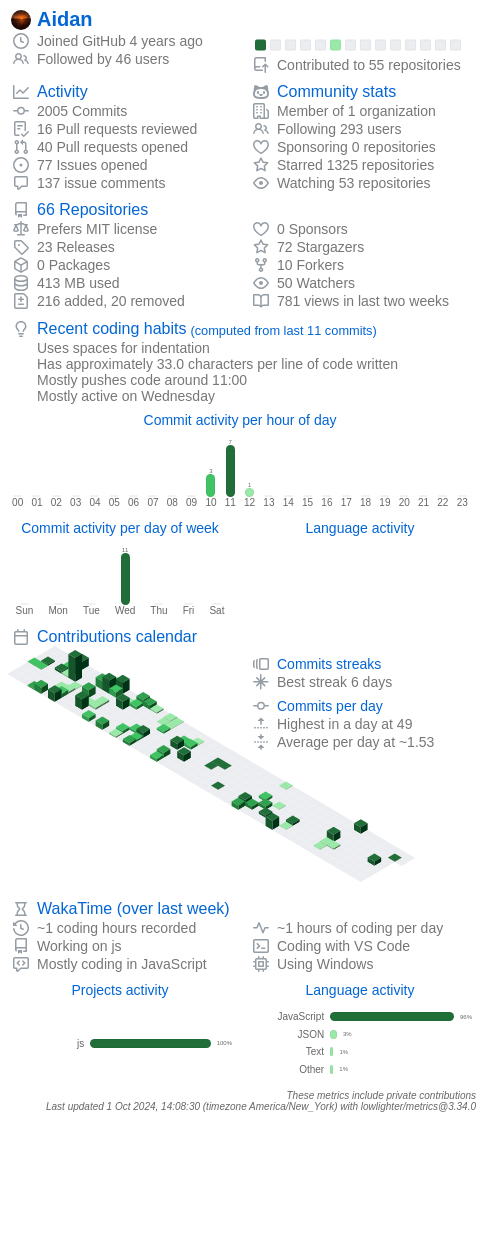 Aidan
Joined GitHub 4 years ago
Followed by 46 users
Contributed to 55 repositories
Activity
2005 Commits
16 Pull requests reviewed
40 Pull requests opened
77 Issues opened
137 issue comments
Community stats
Member of 1 organization
Following 293 users
Sponsoring 0 repositories
Starred 1325 repositories
Watching 53 repositories
66 Repositories
Prefers MIT license
23 Releases
0 Packages
413 MB used
216 added, 20 removed
0 Sponsors
72 Stargazers
10 Forkers
50 Watchers
781 views in last two weeks
Recent coding habits (computed from last 11 commits)
Uses spaces for indentation
Has approximately 33.0 characters per line of code written
Mostly pushes code around 11:00
Mostly active on Wednesday
Commit activity per hour of day
3 7 1
00 01 02 03 04 05 06 07 08 09 10 11 12 13 14 15 16 17 18 19 20 21 22 23
Commit activity per day of week
11
Sun Mon Tue Wed Thu Fri Sat
Language activity
Contributions calendar
Commits streaks
Best streak 6 days
Commits per day
Highest in a day at 49
Average per day at ~1.53
WakaTime (over last week)
~1 coding hours recorded
Working on js
Mostly coding in JavaScript
~1 hours of coding per day
Coding with VS Code
Using Windows
Projects activity
js 100%
Language activity
JavaScript 96%
JSON 3%
Text 1%
Other 1%
These metrics include private contributions
Last updated 1 Oct 2024, 14:08:30 (timezone America/New_York) with lowlighter/metrics@3.34.0